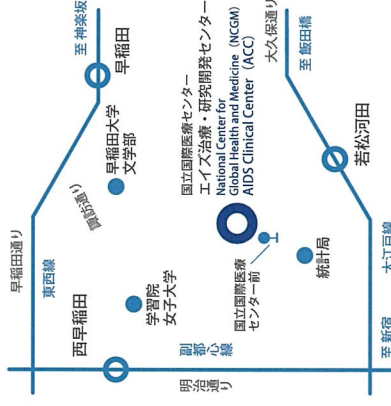 早稲田通り
東西線
至 神楽坂
早稲田
早稲田大学
文学部
諏訪通り
西早稲田
学習院
女子大学
副都心線
明治通り
国立国際医療センター
エイズ治療・研究開発センター
National Center for
Global Health and Medicine (NCGM)
AIDS Clinical Center (ACC)
国立国際医療
センター前
統計局
大久保通り
至 飯田橋
若松河田
大江戸線
至 新宿